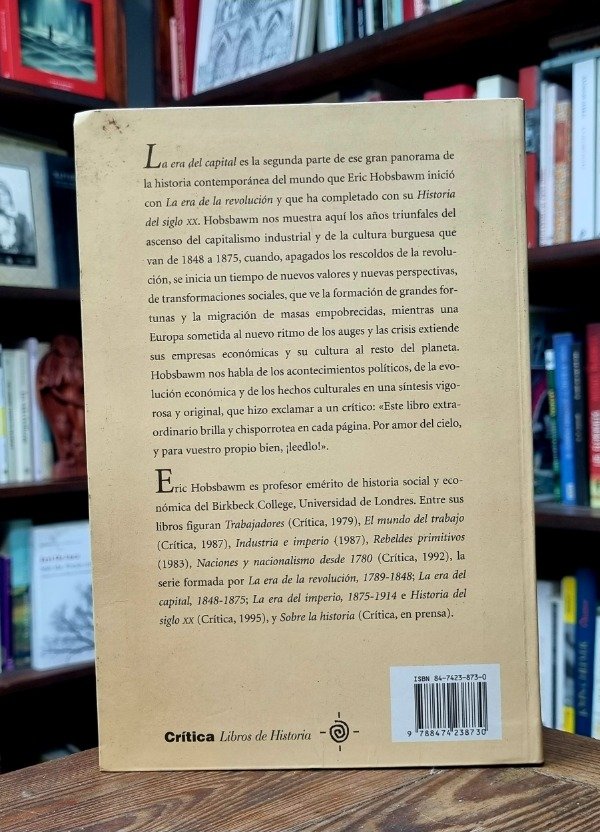 La era del capital es la segunda parte de ese gran panorama de
la historia contemporánea del mundo que Eric Hobsbawm inició
con La era de la revolución y que ha completado con su Historia
del siglo XX. Hobsbawm nos muestra aquí los años triunfales del
ascenso del capitalismo industrial y de la cultura burguesa que
van de 1848 a 1875, cuando, apagados los rescoldos de la revolu-
ción, se inicia un tiempo de nuevos valores y nuevas perspectivas,
de transformaciones sociales, que ve la formación de grandes for-
tunas y la migración de masas empobrecidas, mientras una
Europa sometida al nuevo ritmo de los auges y las crisis extiende
sus empresas económicas y su cultura al resto del planeta.
Hobsbawm nos habla de los acontecimientos políticos, de la evo-
lución económica y de los hechos culturales en una síntesis vigo-
rosa y original, que hizo exclamar a un crítico: «Este libro extra-
ordinario brilla y chisporrotea en cada página. Por amor del cielo,
y para vuestro propio bien, ¡leedlo!».
Eric Hobsbawm es profesor emérito de historia social y eco-
nómica del Birkbeck College, Universidad de Londres. Entre sus
libros figuran Trabajadores (Crítica, 1979), El mundo del trabajo
(Crítica, 1987), Industria e imperio (1987), Rebeldes primitivos
(1983), Naciones y nacionalismo desde 1780 (Crítica, 1992), la
serie formada por La era de la revolución, 1789-1848; La era del
capital, 1848-1875; La era del imperio, 1875-1914 e Historia del
siglo XX (Crítica, 1995), y Sobre la historia (Crítica, en prensa).
ISBN 84-7423-873-0
9 788474 238730
Crítica Libros de Historia